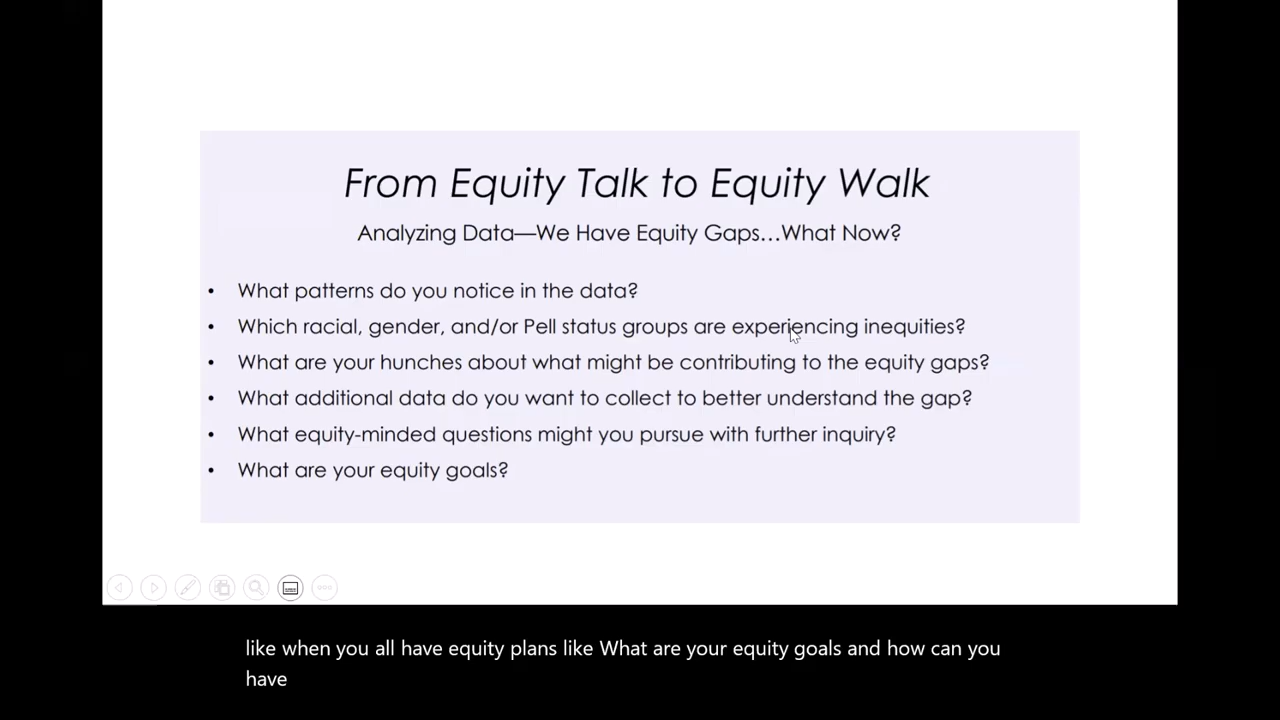 From Equity Talk to Equity Walk
Analyzing Data—We Have Equity Gaps...What Now?
• What patterns do you notice in the data?
• Which racial, gender, and/or Pell status groups are experiencing inequities?
• What are your hunches about what might be contributing to the equity gaps?
• What additional data do you want to collect to better understand the gap?
• What equity-minded questions might you pursue with further inquiry?
• What are your equity goals?
like when you all have equity plans like What are your equity goals and how can you
have